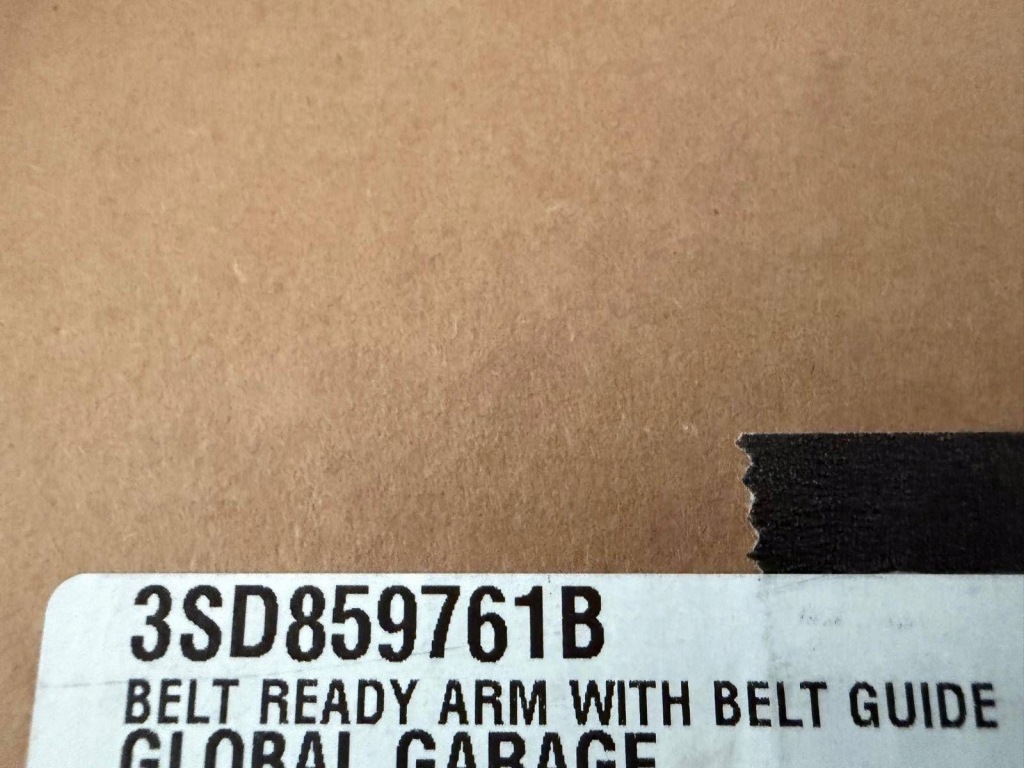 3SD859761B
BELT READY ARM WITH BELT GUIDE
GLOBAL GARAGE